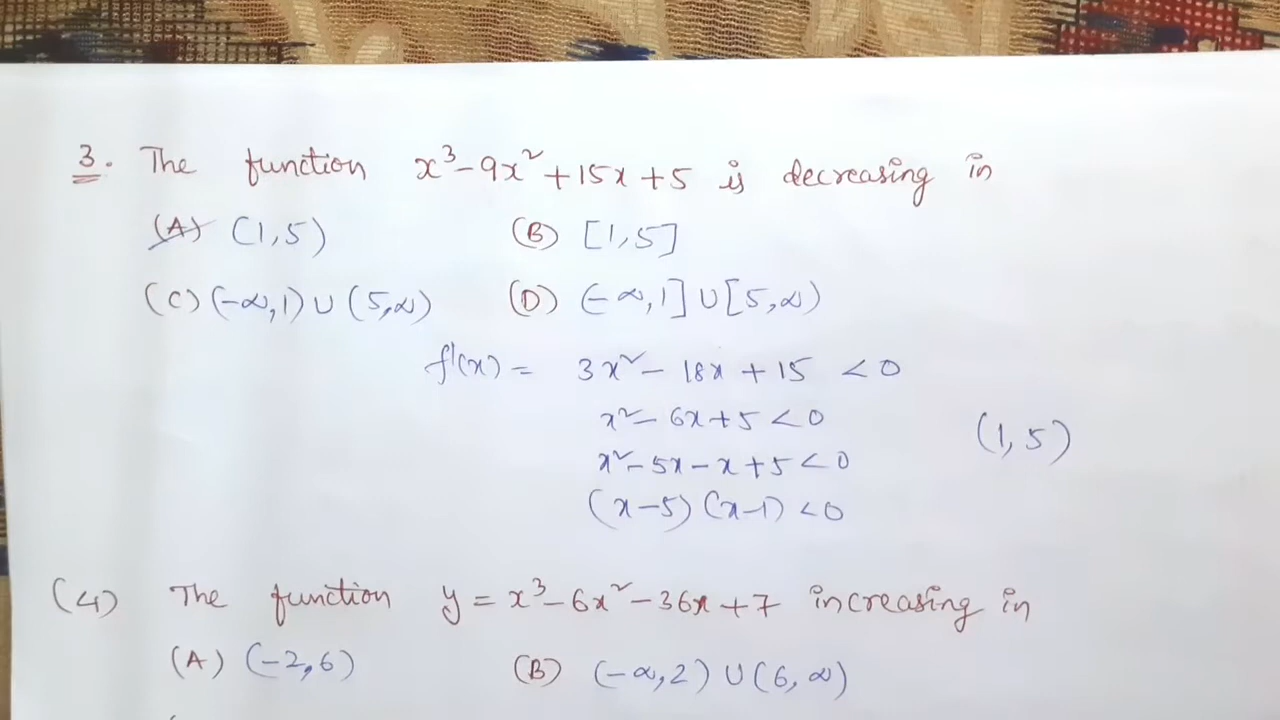 3. The function x³-9x²+15x+5 is decreasing in
(A) (1,5) (B) [1,5]
(C) (-∞,1) ∪ (5,∞) (D) (-∞,1] ∪ [5,∞)
f'(x) = 3x² - 18x + 15 < 0
x² - 6x + 5 < 0
(1,5)
x² - 5x - x + 5 < 0
(x-5) (x-1) < 0
(4) The function y = x³-6x²-36x+7 increasing in
(A) (-2,6) (B) (-∞,2) ∪ (6,∞)